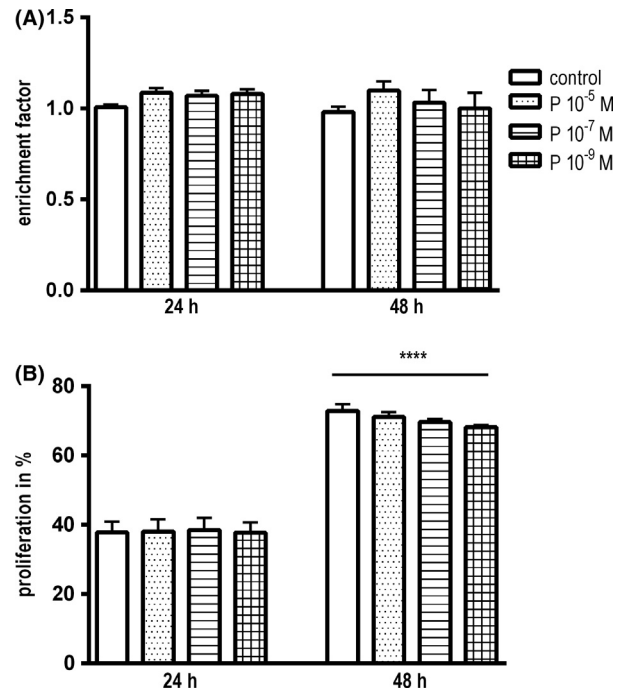 (A)
1.5
1.0
0.5
0.0
enrichment factor
24 h
48 h
control
P 10⁻⁵ M
P 10⁻⁷ M
P 10⁻⁹ M
(B)
****
80
60
40
20
0
proliferation in %
24 h
48 h